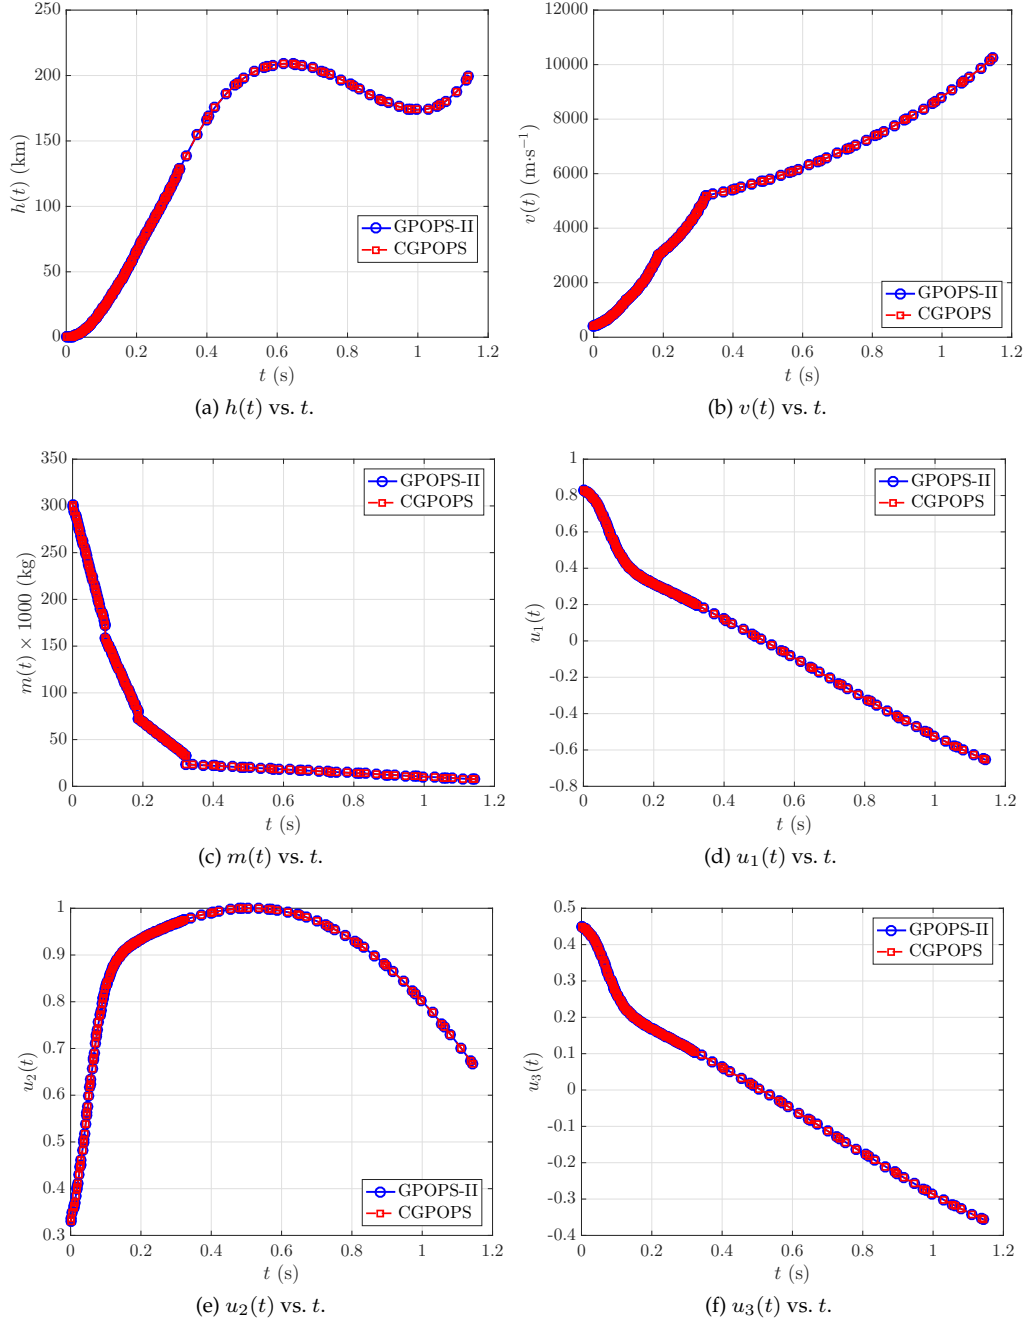 250
200
150
100
50
0
h(t) (km)
GPOPS-II
CGPOPS
0 0.2 0.4 0.6 0.8 1 1.2
t (s)
(a) h(t) vs. t.
12000
10000
8000
6000
4000
2000
0
v(t) (m·s⁻¹)
GPOPS-II
CGPOPS
0 0.2 0.4 0.6 0.8 1 1.2
t (s)
(b) v(t) vs. t.
350
300
250
200
150
100
50
0
m(t) × 1000 (kg)
GPOPS-II
CGPOPS
0 0.2 0.4 0.6 0.8 1 1.2
t (s)
(c) m(t) vs. t.
1
0.8
0.6
0.4
0.2
0
-0.2
-0.4
-0.6
-0.8
u₁(t)
GPOPS-II
CGPOPS
0 0.2 0.4 0.6 0.8 1 1.2
t (s)
(d) u₁(t) vs. t.
1
0.9
0.8
0.7
0.6
0.5
0.4
0.3
u₂(t)
GPOPS-II
CGPOPS
0 0.2 0.4 0.6 0.8 1 1.2
t (s)
(e) u₂(t) vs. t.
0.5
0.4
0.3
0.2
0.1
0
-0.1
-0.2
-0.3
-0.4
u₃(t)
GPOPS-II
CGPOPS
0 0.2 0.4 0.6 0.8 1 1.2
t (s)
(f) u₃(t) vs. t.